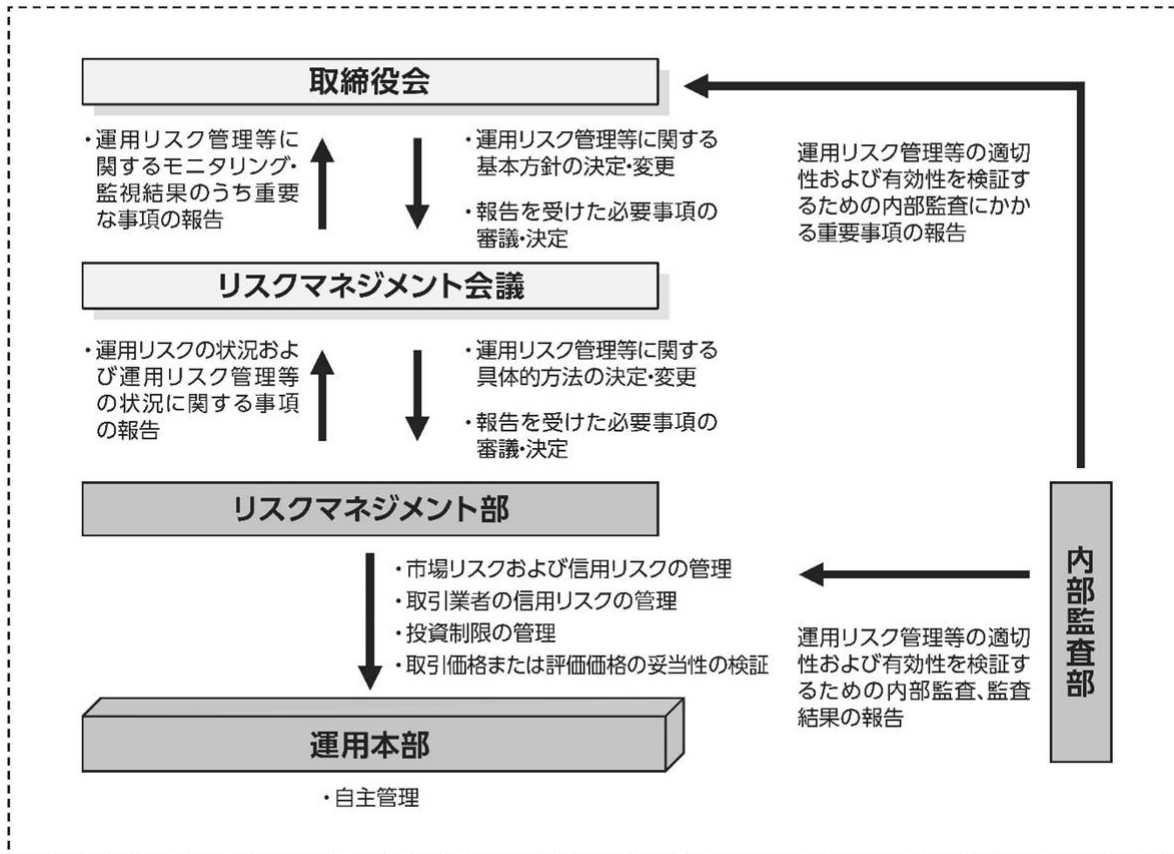 取締役会
・運用リスク管理等に
関するモニタリング・
監視結果のうち重要
な事項の報告
・運用リスク管理等に関する
基本方針の決定・変更
・報告を受けた必要事項の
審議・決定
運用リスク管理等の適切
性および有効性を検証す
るための内部監査にかか
る重要事項の報告
リスクマネジメント会議
・運用リスクの状況およ
び運用リスク管理等
の状況に関する事項
の報告
・運用リスク管理等に関する
具体的方法の決定・変更
・報告を受けた必要事項の
審議・決定
リスクマネジメント部
・市場リスクおよび信用リスクの管理
・取引業者の信用リスクの管理
・投資制限の管理
・取引価格または評価価格の妥当性の検証
運用リスク管理等の適切
性および有効性を検証す
るための内部監査、監査
結果の報告
内部監査部
運用本部
・自主管理